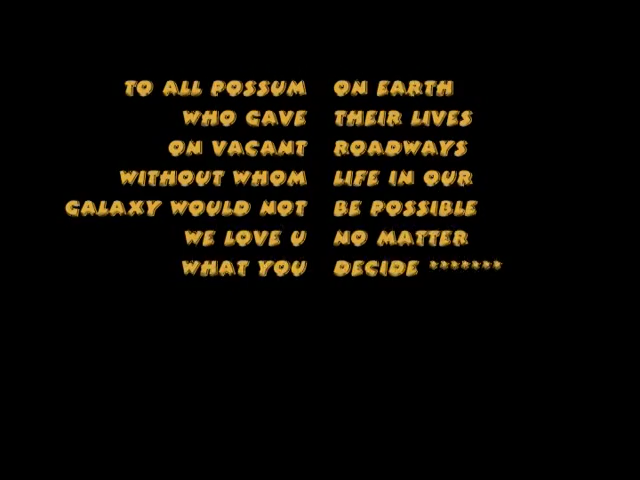 TO ALL POSSUM ON EARTH
WHO GAVE THEIR LIVES
ON VACANT ROADWAYS
WITHOUT WHOM LIFE IN OUR
GALAXY WOULD NOT BE POSSIBLE
WE LOVE U NO MATTER
WHAT YOU DECIDE *******